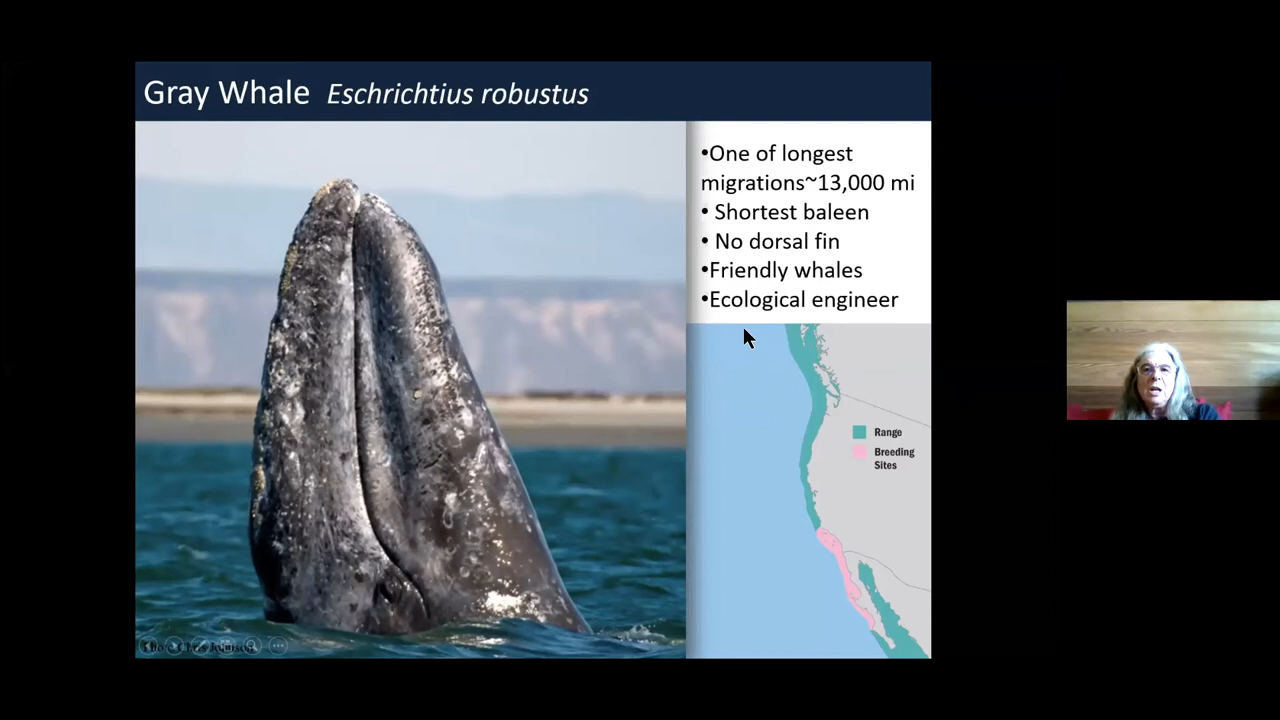 Gray Whale Eschrichtius robustus
•One of longest
migrations~13,000 mi
• Shortest baleen
• No dorsal fin
•Friendly whales
•Ecological engineer
Range
Breeding
Sites